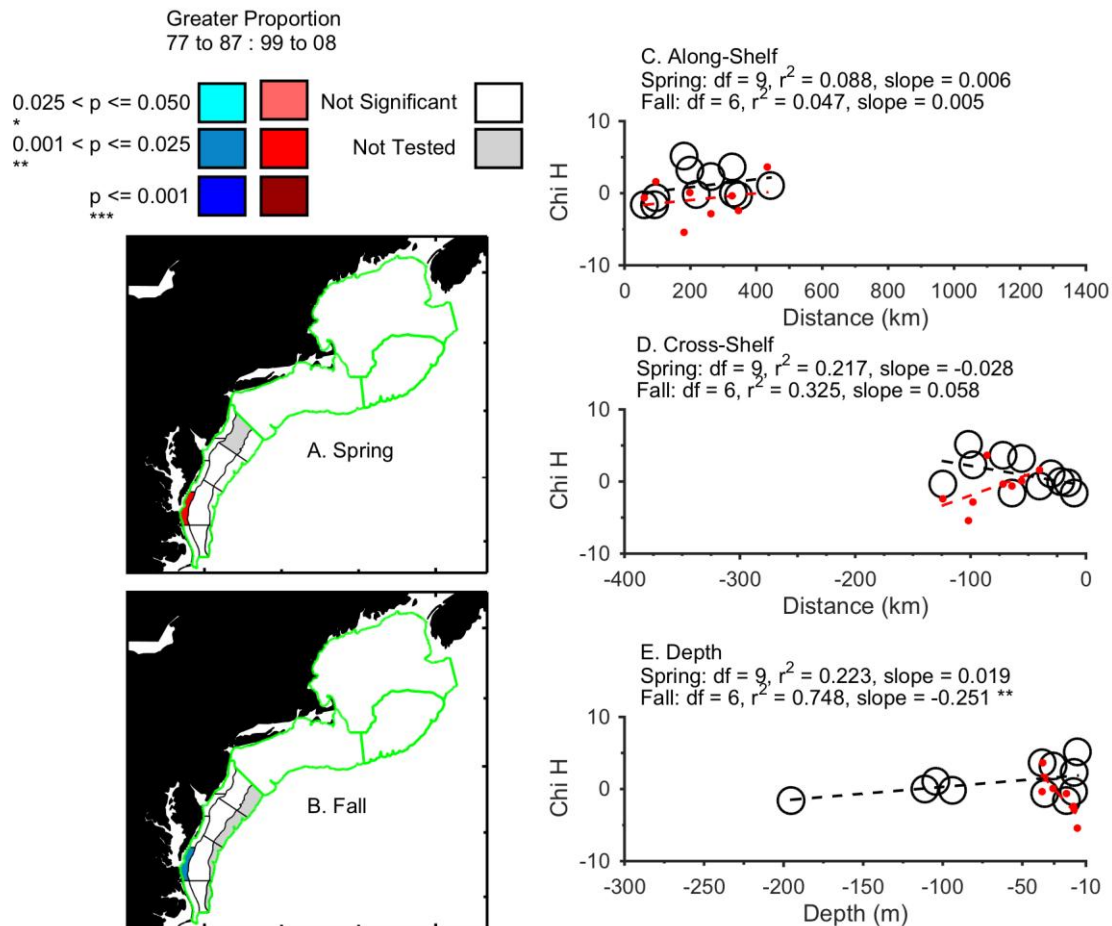 Greater Proportion
77 to 87 : 99 to 08
0.025 < p <= 0.050
*
0.001 < p <= 0.025
**
p <= 0.001
***
Not Significant
Not Tested
A. Spring
B. Fall
C. Along-Shelf
Spring: df = 9, r² = 0.088, slope = 0.006
Fall: df = 6, r² = 0.047, slope = 0.005
10
0
-10
Chi H
0 200 400 600 800 1000 1200 1400
Distance (km)
D. Cross-Shelf
Spring: df = 9, r² = 0.217, slope = -0.028
Fall: df = 6, r² = 0.325, slope = 0.058
10
0
-10
Chi H
-400 -300 -200 -100 0
Distance (km)
E. Depth
Spring: df = 9, r² = 0.223, slope = 0.019
Fall: df = 6, r² = 0.748, slope = -0.251 **
10
0
-10
Chi H
-300 -250 -200 -150 -100 -50 -10
Depth (m)